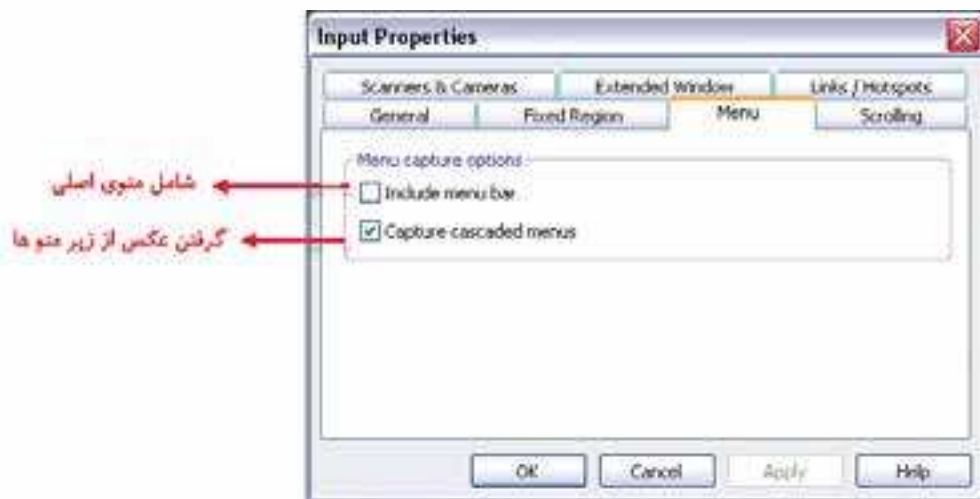 Input Properties
Scanners & Cameras Extended Window Links / Hotspots
General Fixed Region Menu Scrolling
Menu capture options
شامل منوی اصلی
Include menu bar
گرفتن عکس از زیر منو ها
Capture cascaded menus
OK Cancel Apply Help